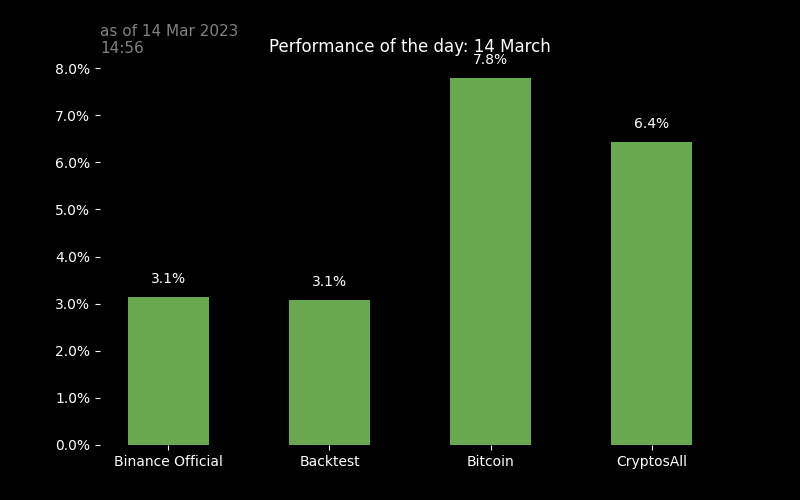 as of 14 Mar 2023
14:56
Performance of the day: 14 March
8.0%
7.0%
6.0%
5.0%
4.0%
3.0%
2.0%
1.0%
0.0%
3.1%
3.1%
7.8%
6.4%
Binance Official
Backtest
Bitcoin
CryptosAll